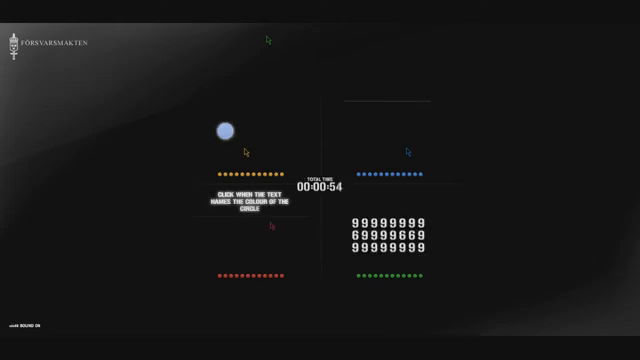 FÖRSVARSMAKTEN
TOTAL TIME
00:00:54
CLICK WHEN THE TEXT
NAMES THE COLOUR OF THE
CIRCLE
99999999
69999669
99999999
SOUND ON